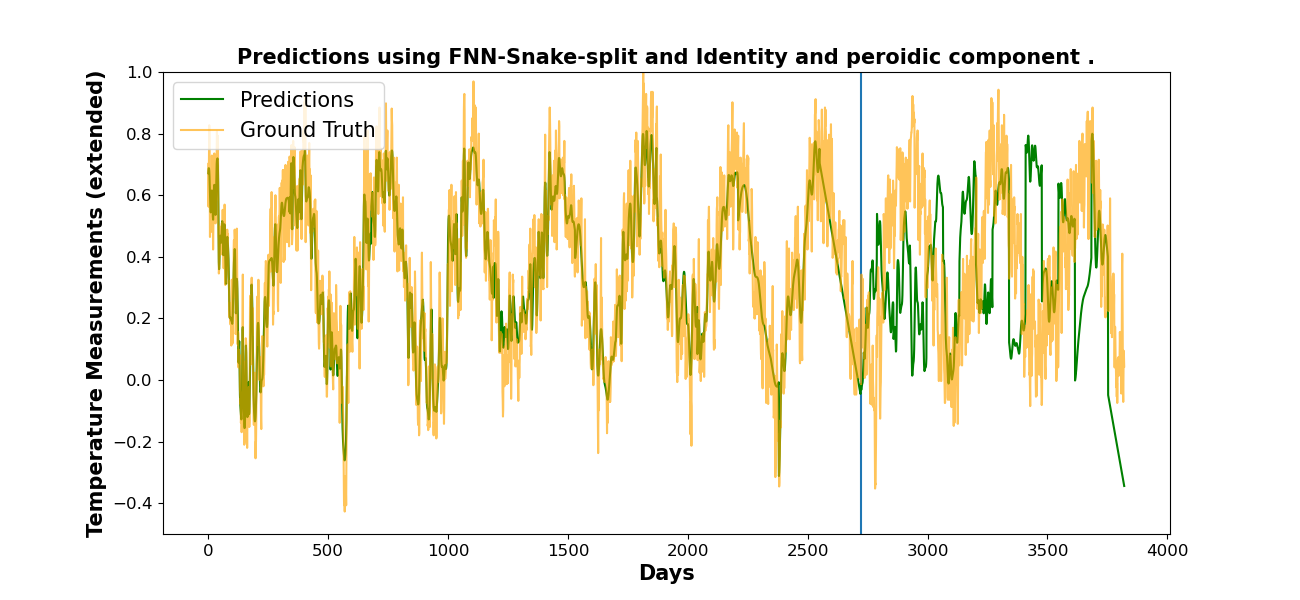 Predictions using FNN-Snake-split and Identity and peroidic component .
Temperature Measurements (extended)
1.0
0.8
0.6
0.4
0.2
0.0
−0.2
−0.4
Predictions
Ground Truth
0 500 1000 1500 2000 2500 3000 3500 4000
Days